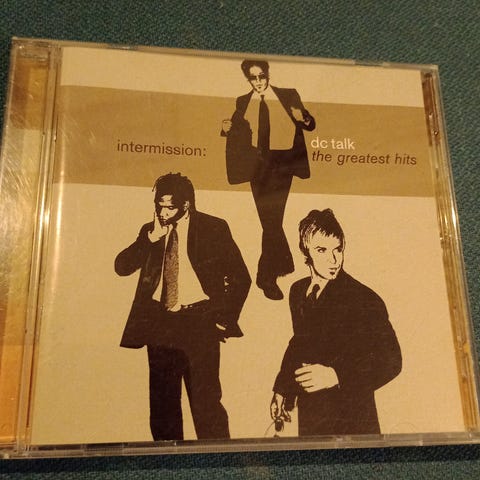 intermission:
dc talk
the greatest hits